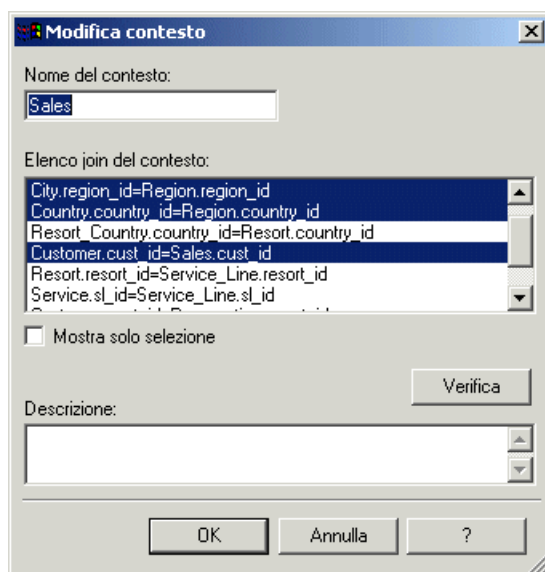 Modifica contesto
Nome del contesto:
Sales
Elenco join del contesto:
City.region_id=Region.region_id
Country.country_id=Region.country_id
Resort_Country.country_id=Resort.country_id
Customer.cust_id=Sales.cust_id
Resort.resort_id=Service_Line.resort_id
Service.sl_id=Service_Line.sl_id
Mostra solo selezione
Verifica
Descrizione:
OK Annulla ?